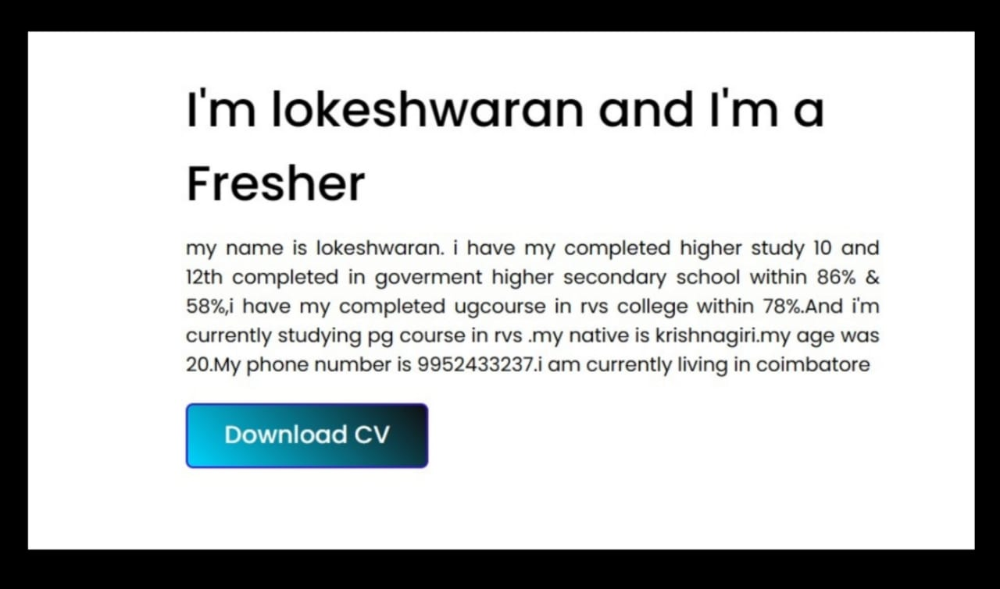 I'm lokeshwaran and I'm a
Fresher
my name is lokeshwaran. i have my completed higher study 10 and
12th completed in goverment higher secondary school within 86% &
58%,i have my completed ugcourse in rvs college within 78%.And i'm
currently studying pg course in rvs .my native is krishnagiri.my age was
20.My phone number is 9952433237.i am currently living in coimbatore
Download CV